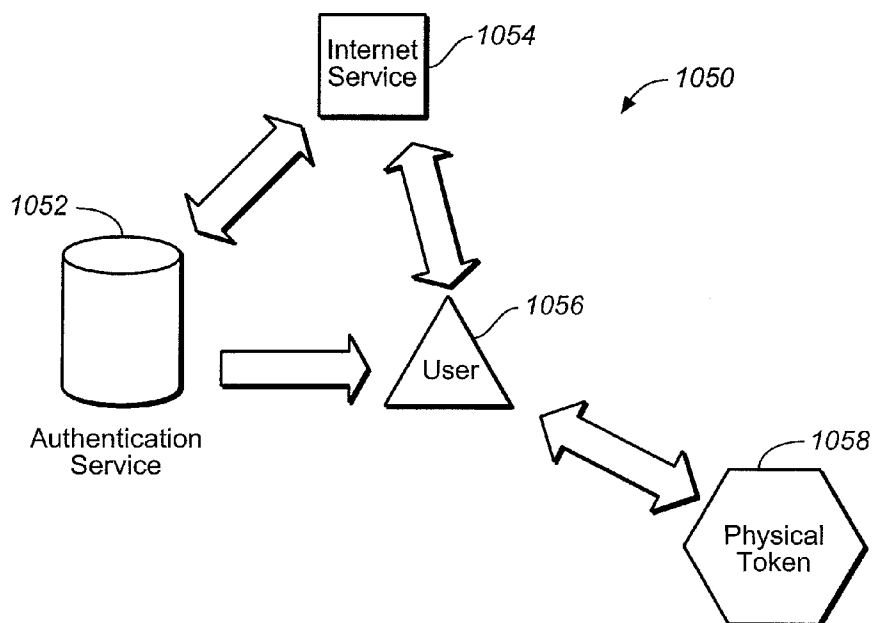 Internet
Service
1054
1050
1052
1056
User
Authentication
Service
1058
Physical
Token